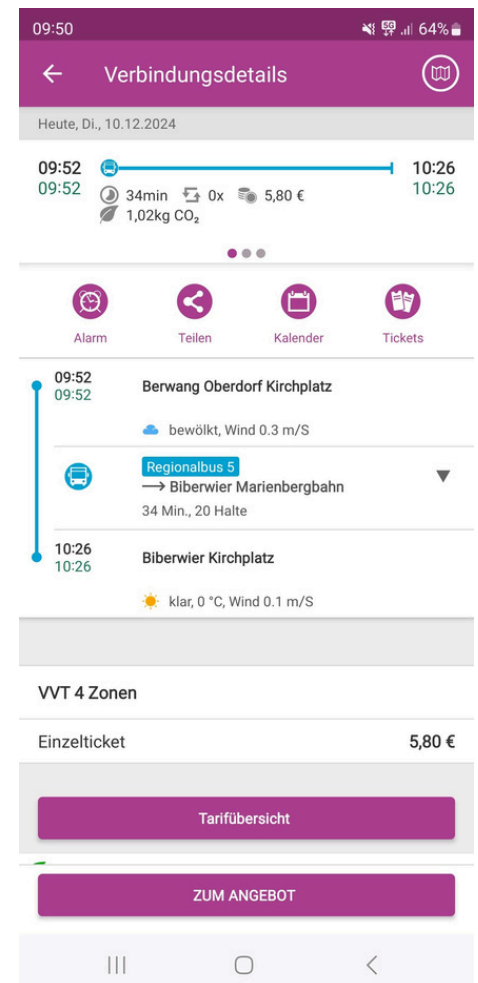 09:50 5G 64%
Verbindungsdetails
Heute, Di., 10.12.2024
09:52 10:26
09:52 10:26
34min 0x 5,80 €
1,02kg CO₂
Alarm Teilen Kalender Tickets
09:52
09:52
Berwang Oberdorf Kirchplatz
bewölkt, Wind 0.3 m/S
Regionalbus 5
Biberwier Marienbergbahn
34 Min., 20 Halte
10:26
10:26
Biberwier Kirchplatz
klar, 0 °C, Wind 0.1 m/S
VVT 4 Zonen
Einzelticket 5,80 €
Tarifübersicht
ZUM ANGEBOT